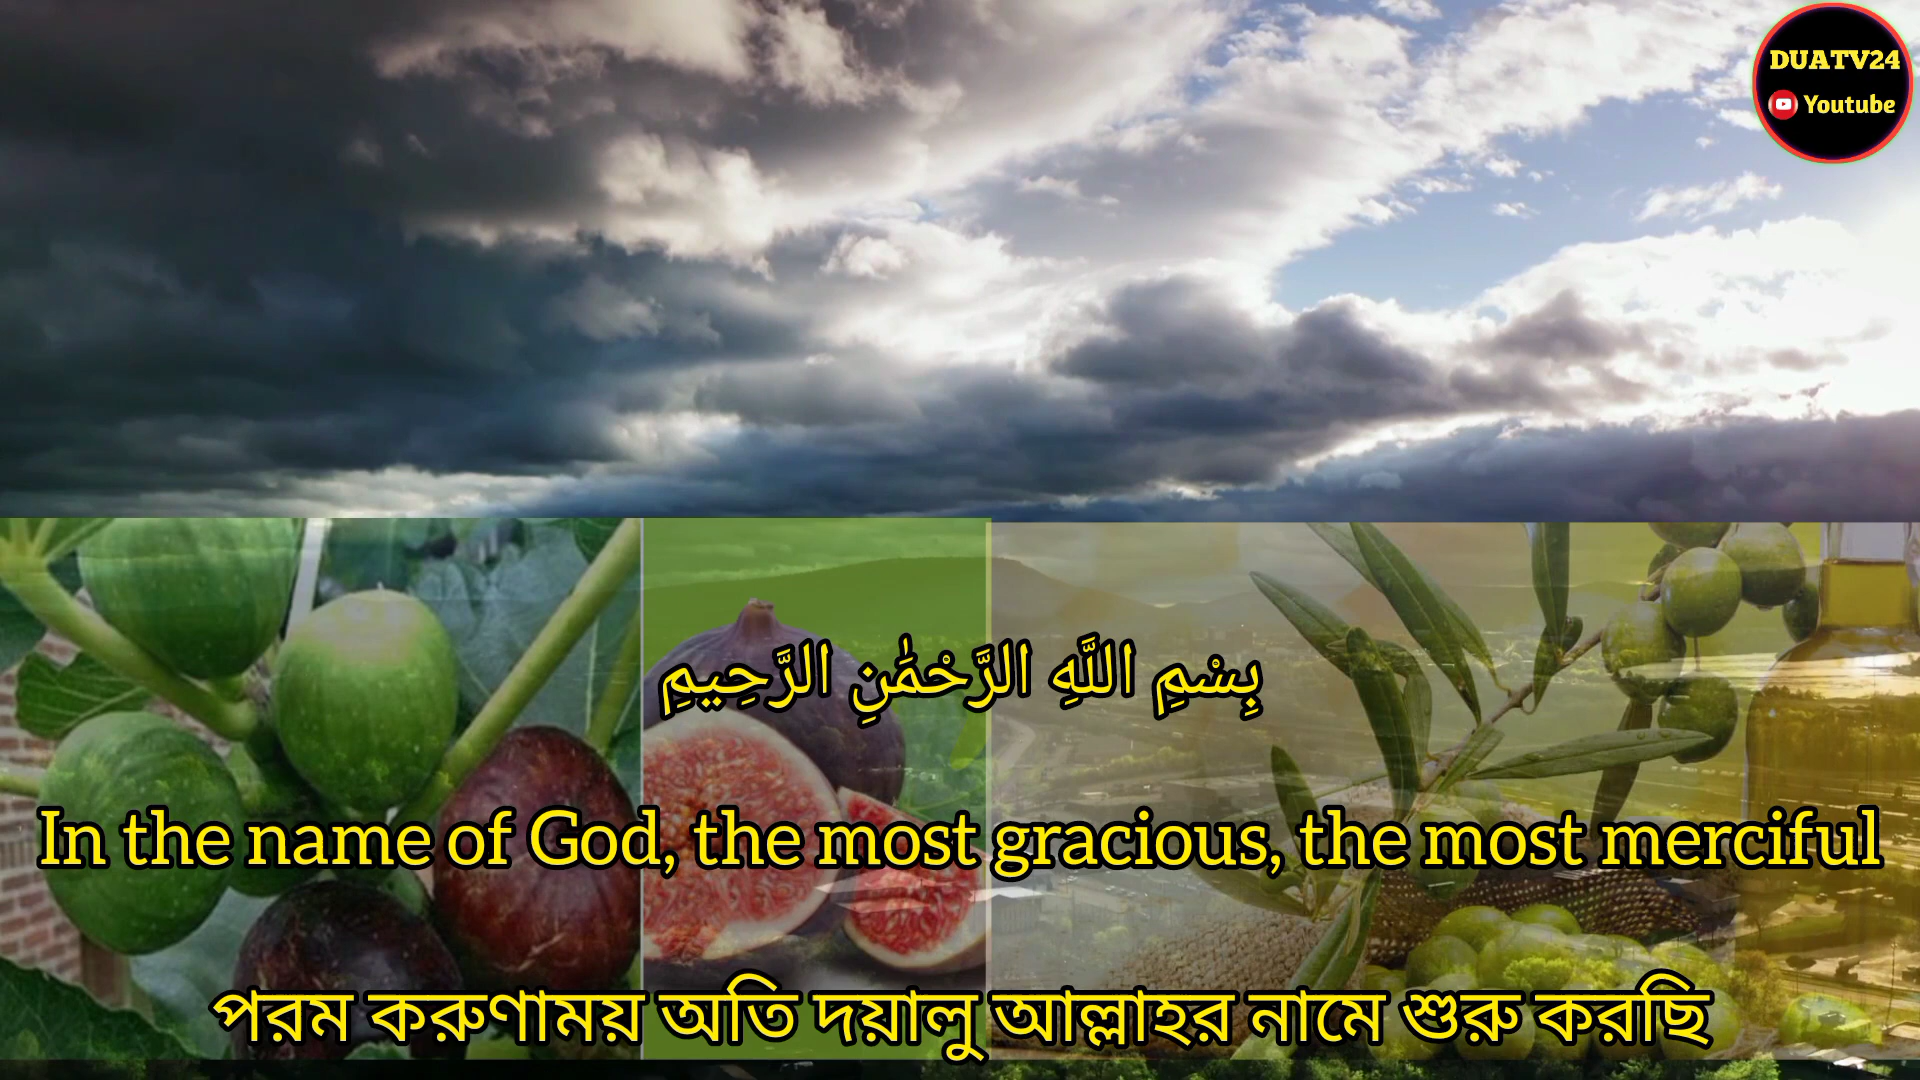 DUATV24
Youtube
بِسْمِ اللَّهِ الرَّحْمَٰنِ الرَّحِيمِ
In the name of God, the most gracious, the most merciful
পরম করুণাময় অতি দয়ালু আল্লাহর নামে শুরু করছি